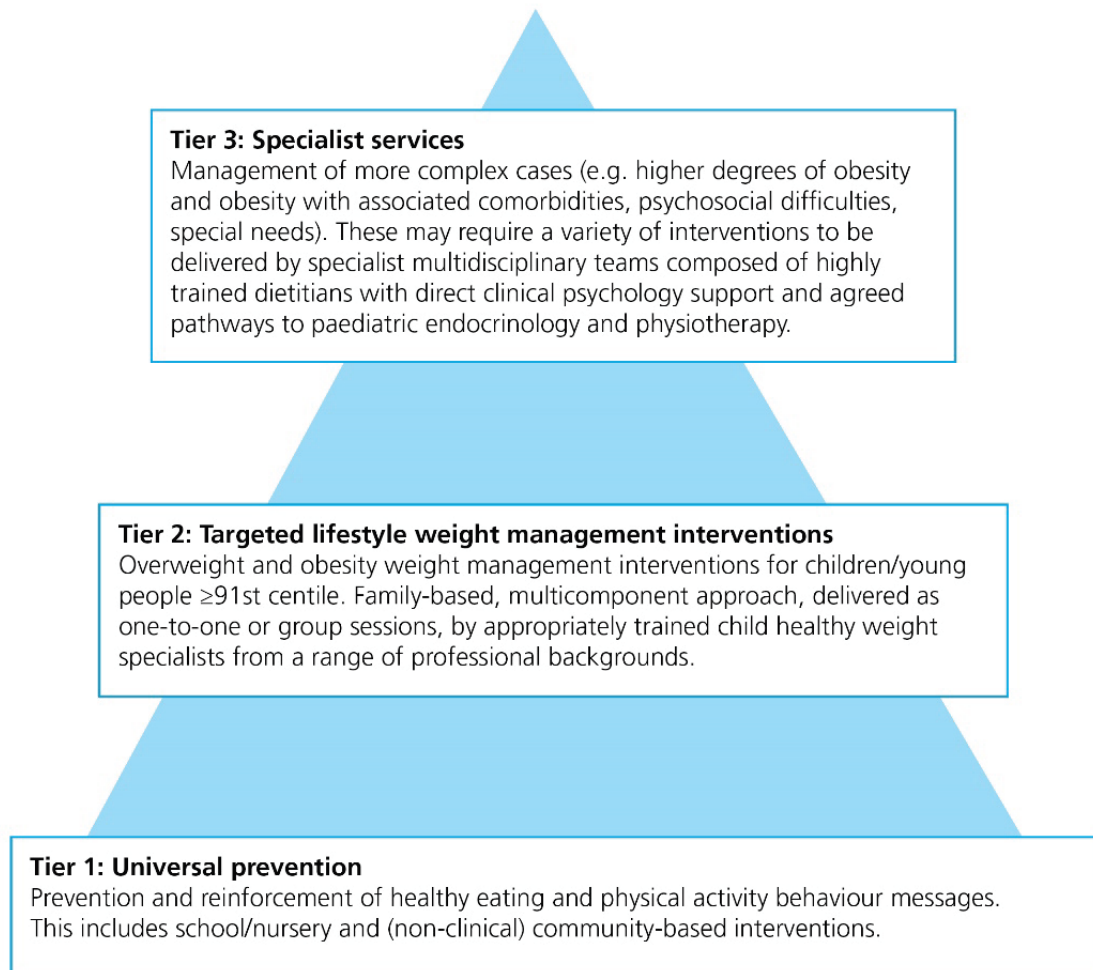 Tier 3: Specialist services
Management of more complex cases (e.g. higher degrees of obesity
and obesity with associated comorbidities, psychosocial difficulties,
special needs). These may require a variety of interventions to be
delivered by specialist multidisciplinary teams composed of highly
trained dietitians with direct clinical psychology support and agreed
pathways to paediatric endocrinology and physiotherapy.
Tier 2: Targeted lifestyle weight management interventions
Overweight and obesity weight management interventions for children/young
people ≥91st centile. Family-based, multicomponent approach, delivered as
one-to-one or group sessions, by appropriately trained child healthy weight
specialists from a range of professional backgrounds.
Tier 1: Universal prevention
Prevention and reinforcement of healthy eating and physical activity behaviour messages.
This includes school/nursery and (non-clinical) community-based interventions.